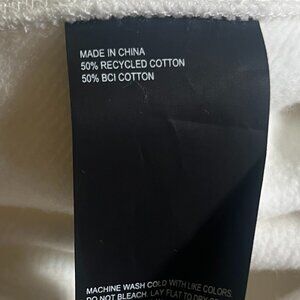 MADE IN CHINA
50% RECYCLED COTTON
50% BCI COTTON
MACHINE WASH COLD WITH LIKE COLORS
DO NOT BLEACH. LAY FLAT TO DRY